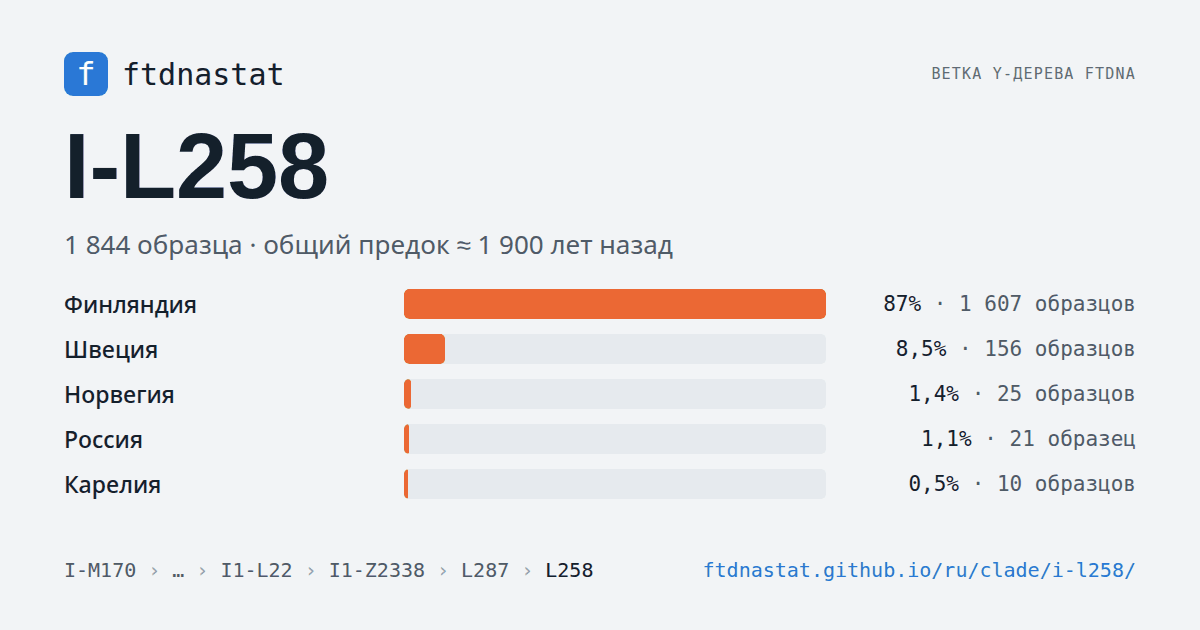 f ftdnastat
ВЕТКА Y-ДЕРЕВА FTDNA
I-L258
1 844 образца · общий предок ≈ 1 900 лет назад
Финляндия 87% · 1 607 образцов
Швеция 8,5% · 156 образцов
Норвегия 1,4% · 25 образцов
Россия 1,1% · 21 образец
Карелия 0,5% · 10 образцов
I-M170 › … › I1-L22 › I1-Z2338 › L287 › L258
ftdnastat.github.io/ru/clade/i-l258/